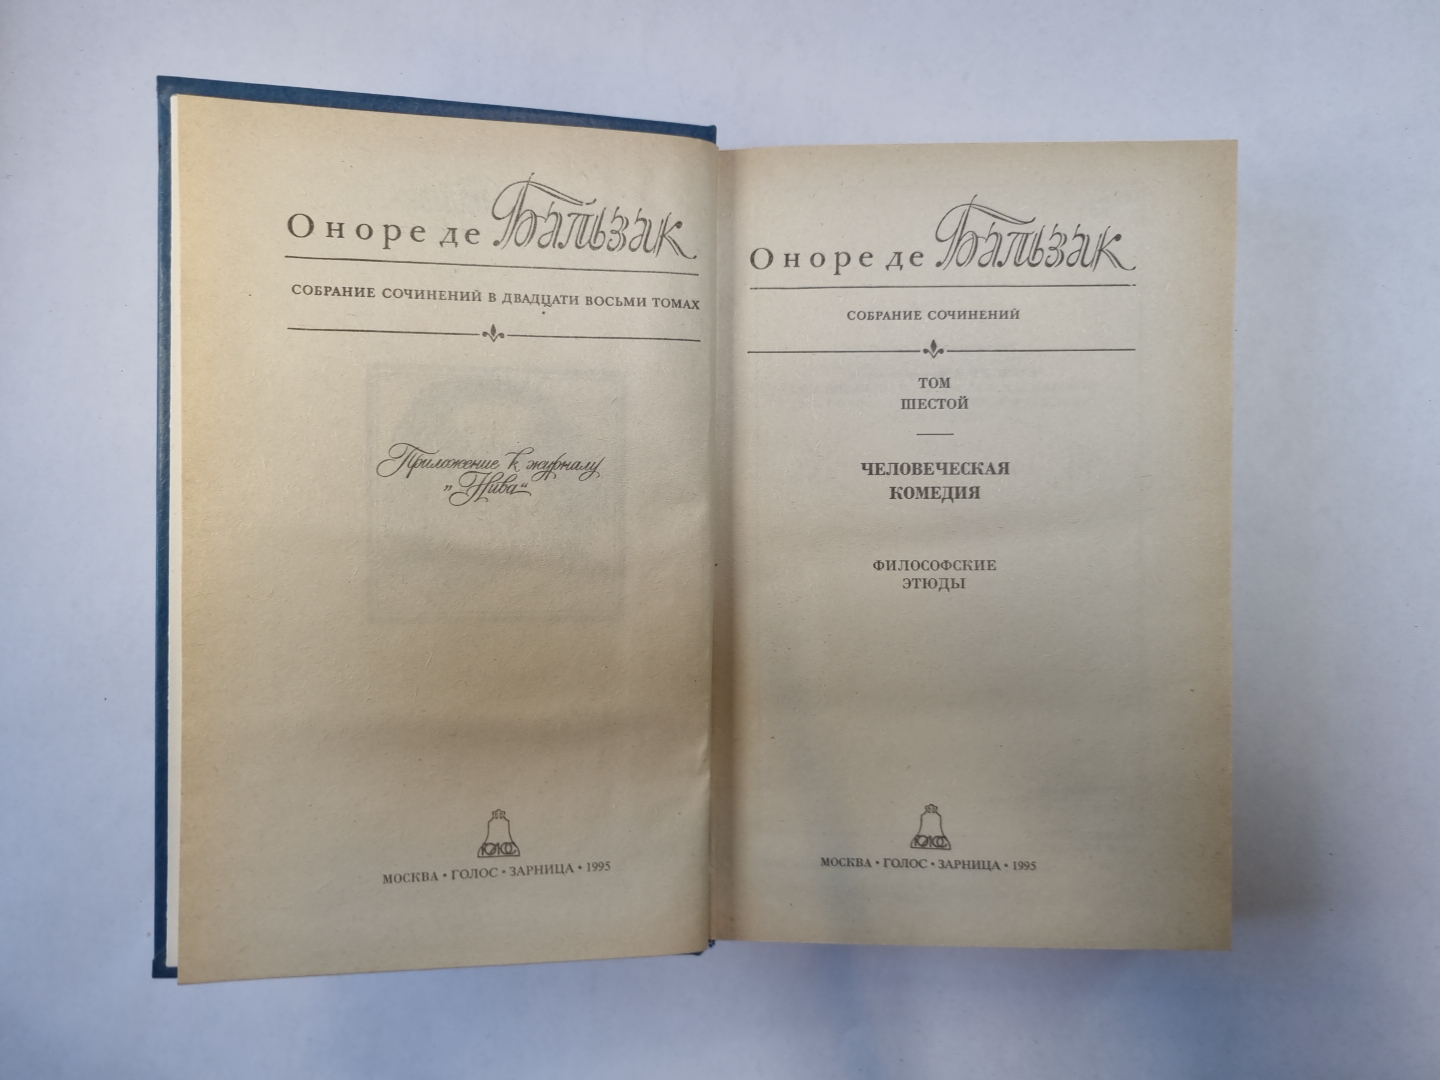 Оноре де Бальзак
СОБРАНИЕ СОЧИНЕНИЙ В ДВАДЦАТИ ВОСЬМИ ТОМАХ
Приложение к журналу
„Нива“
МОСКВА • ГОЛОС • ЗАРНИЦА • 1995
Оноре де Бальзак
СОБРАНИЕ СОЧИНЕНИЙ
ТОМ
ШЕСТОЙ
ЧЕЛОВЕЧЕСКАЯ
КОМЕДИЯ
ФИЛОСОФСКИЕ
ЭТЮДЫ
МОСКВА • ГОЛОС • ЗАРНИЦА • 1995